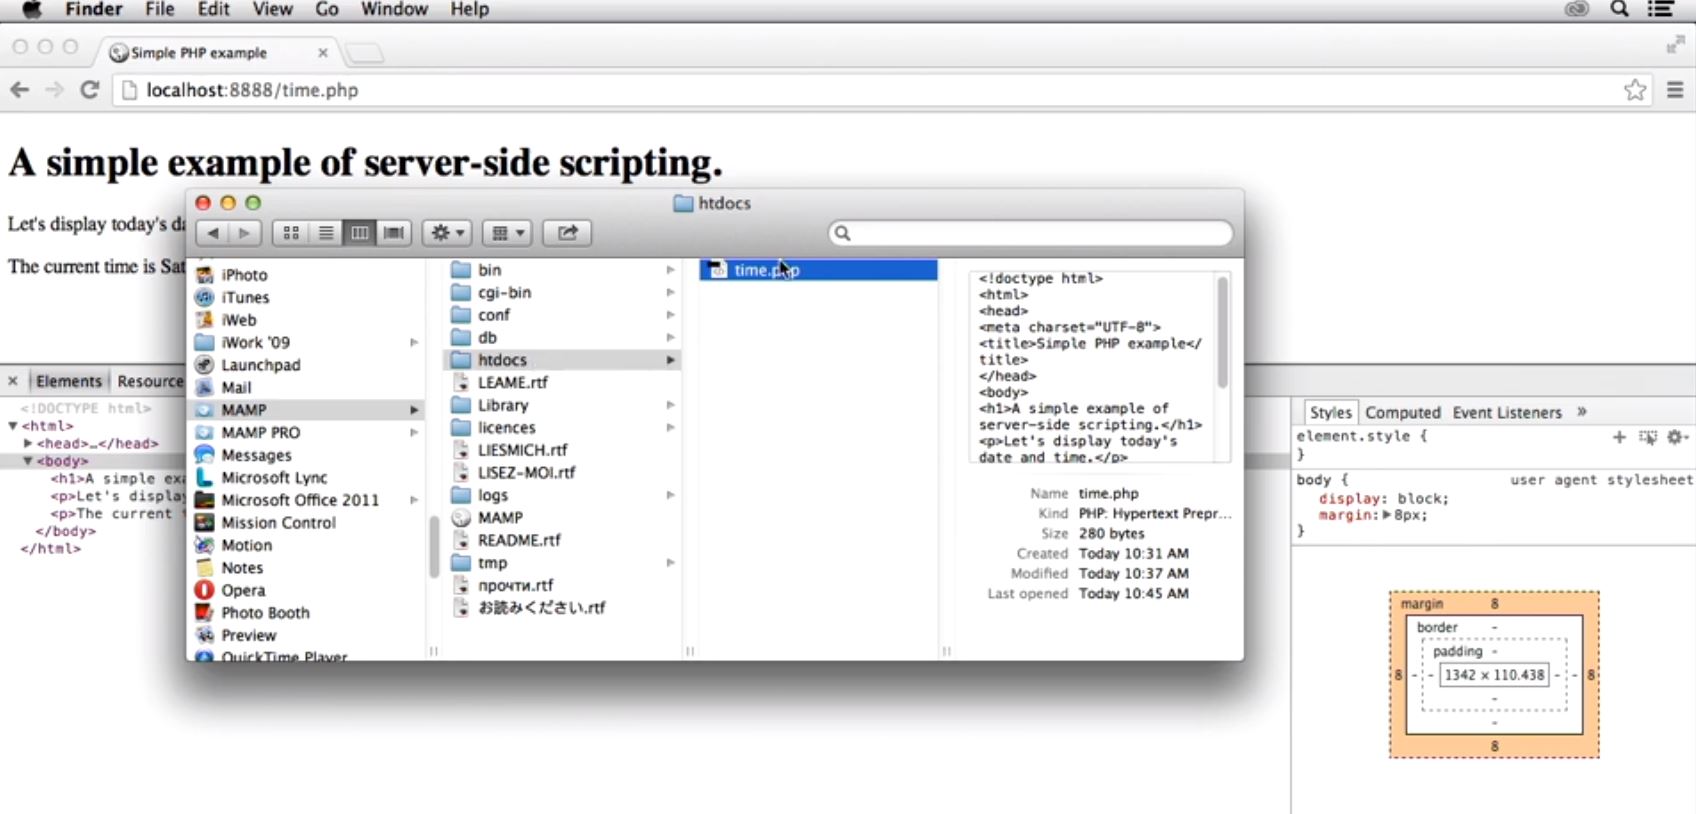 Finder File Edit View Go Window Help
Simple PHP example
localhost:8888/time.php
A simple example of server-side scripting.
Let's display today's
The current time is
htdocs
iPhoto
iTunes
iWeb
iWork '09
Launchpad
Mail
MAMP
MAMP PRO
Messages
Microsoft Lync
Microsoft Office 2011
Mission Control
Motion
Notes
Opera
Photo Booth
Preview
QuickTime Player
bin
cgi-bin
conf
db
htdocs
LEAME.rtf
Library
licences
LIESMICH.rtf
LISEZ-MOI.rtf
logs
MAMP
README.rtf
tmp
прочти.rtf
お読みください.rtf
time.php
<!doctype html>
<html>
<head>
<meta charset="UTF-8">
<title>Simple PHP example</
title>
</head>
<body>
<h1>A simple example of
server-side scripting.</h1>
<p>Let's display today's
date and time.</p>
Name time.php
Kind PHP: Hypertext Prepr...
Size 280 bytes
Created Today 10:31 AM
Modified Today 10:37 AM
Last opened Today 10:45 AM
Elements Resource
<!DOCTYPE html>
<html>
<head>…</head>
<body>
<h1>A simple
<p>Let's
<p>The current
</body>
</html>
Styles Computed Event Listeners »
element.style {
}
body { user agent stylesheet
display: block;
margin: 8px;
}
margin 8
border -
padding -
8 - - 1342 × 110.438 - - 8
-
-
8